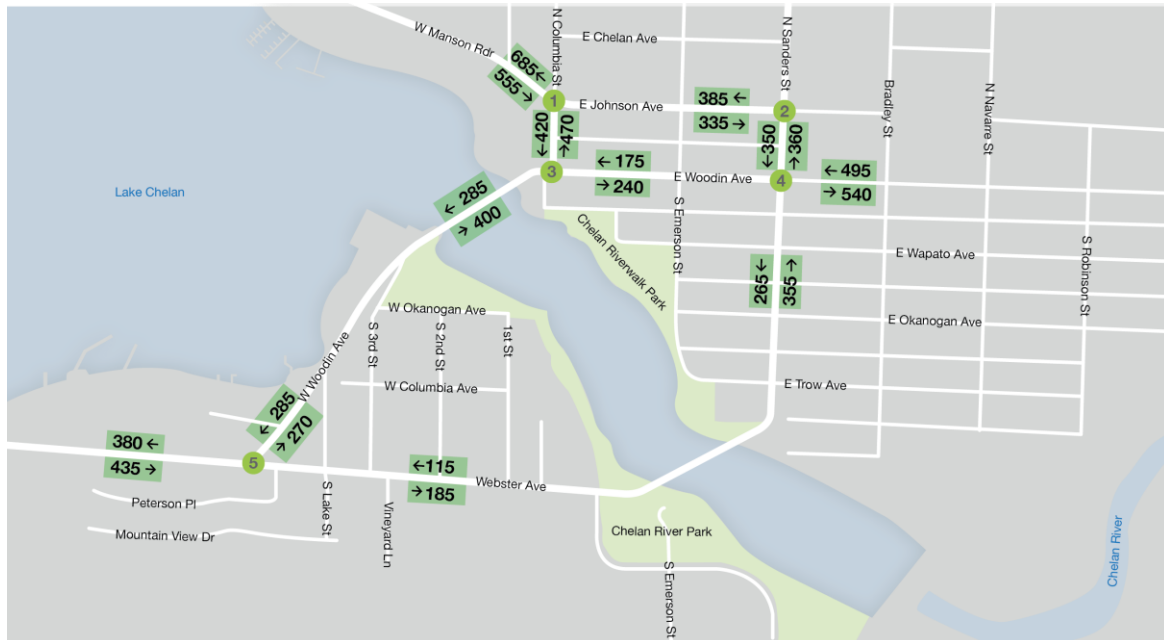 W Manson Rdr
N Columbia St
E Chelan Ave
N Sanders St
Bradley St
N Navarre St
685 ←
555 →
1
E Johnson Ave
385 ←
335 →
2
←420
→470
←350
→360
3
← 175
→ 240
E Woodin Ave
4
← 495
→ 540
Lake Chelan
← 285
→ 400
S Emerson St
Chelan Riverwalk Park
E Wapato Ave
S Robinson St
265 ←
355 →
W Okanogan Ave
E Okanogan Ave
S 3rd St
S 2nd St
1st St
W Woodin Ave
W Columbia Ave
E Trow Ave
← 285
→ 270
380 ←
435 →
5
←115
→185
Webster Ave
Peterson Pl
S Lake St
Vineyard Ln
Mountain View Dr
Chelan River Park
S Emerson St
Chelan River